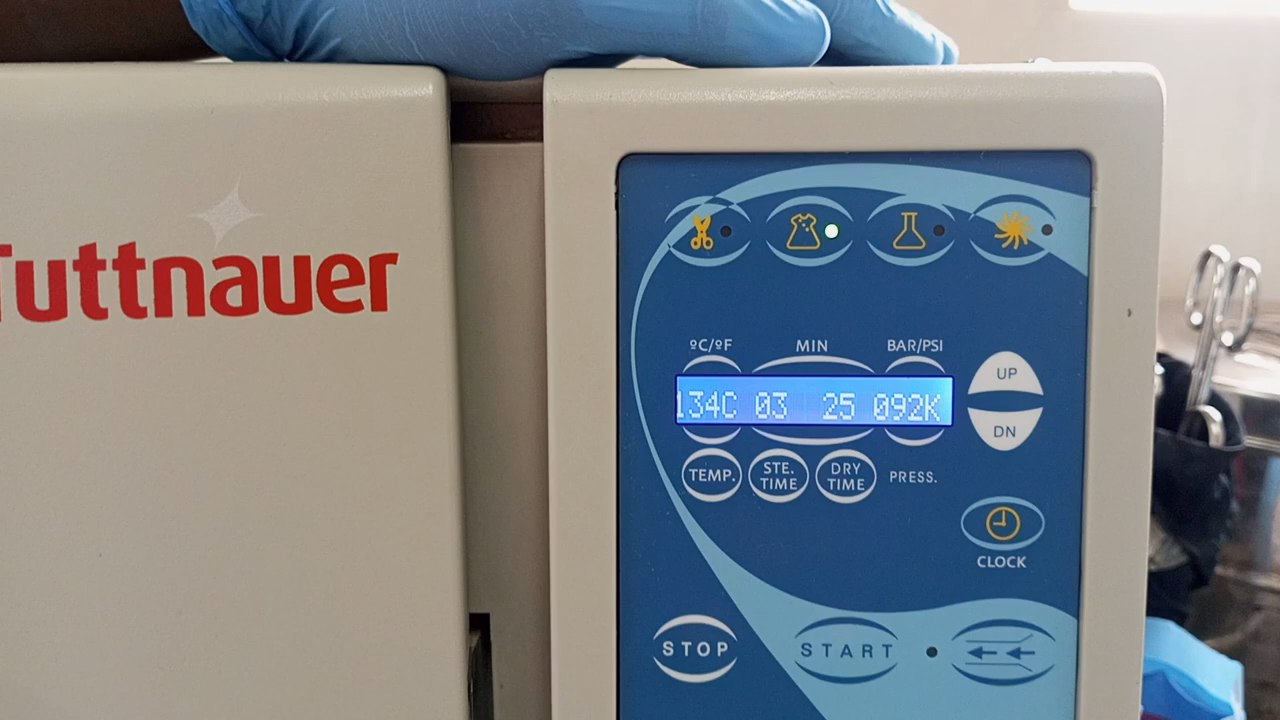 Tuttnauer
ºC/ºF MIN BAR/PSI
134C 03 25 092K
UP
DN
TEMP. STE. TIME DRY TIME PRESS.
CLOCK
STOP START